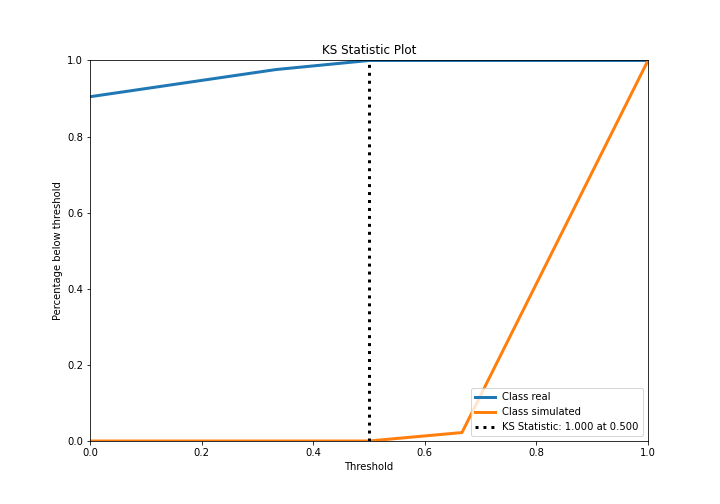 KS Statistic Plot
Percentage below threshold
1.0
0.8
0.6
0.4
0.2
0.0
0.0 0.2 0.4 0.6 0.8 1.0
Threshold
Class real
Class simulated
KS Statistic: 1.000 at 0.500